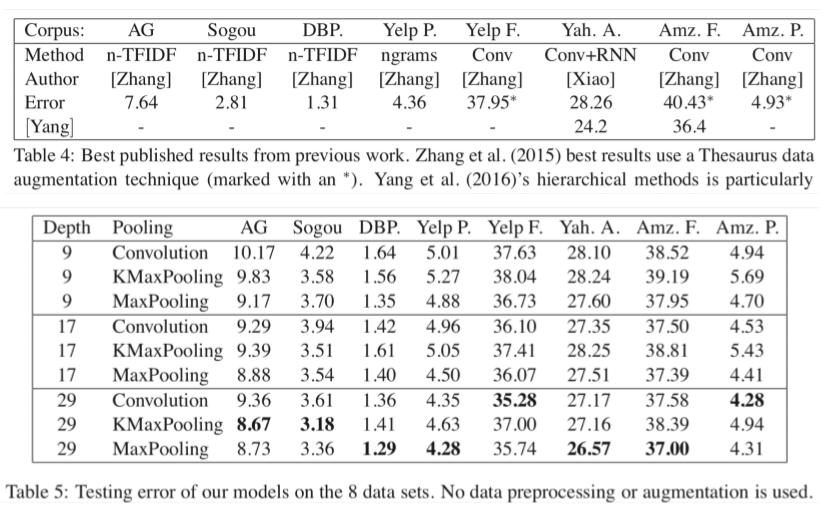 Corpus: AG Sogou DBP. Yelp P. Yelp F. Yah. A. Amz. F. Amz. P.
Method n-TFIDF n-TFIDF n-TFIDF ngrams Conv Conv+RNN Conv Conv
Author [Zhang] [Zhang] [Zhang] [Zhang] [Zhang] [Xiao] [Zhang] [Zhang]
Error 7.64 2.81 1.31 4.36 37.95* 28.26 40.43* 4.93*
[Yang] - - - - - 24.2 36.4 -
Table 4: Best published results from previous work. Zhang et al. (2015) best results use a Thesaurus data
augmentation technique (marked with an *). Yang et al. (2016)'s hierarchical methods is particularly
Depth Pooling AG Sogou DBP. Yelp P. Yelp F. Yah. A. Amz. F. Amz. P.
9 Convolution 10.17 4.22 1.64 5.01 37.63 28.10 38.52 4.94
9 KMaxPooling 9.83 3.58 1.56 5.27 38.04 28.24 39.19 5.69
9 MaxPooling 9.17 3.70 1.35 4.88 36.73 27.60 37.95 4.70
17 Convolution 9.29 3.94 1.42 4.96 36.10 27.35 37.50 4.53
17 KMaxPooling 9.39 3.51 1.61 5.05 37.41 28.25 38.81 5.43
17 MaxPooling 8.88 3.54 1.40 4.50 36.07 27.51 37.39 4.41
29 Convolution 9.36 3.61 1.36 4.35 35.28 27.17 37.58 4.28
29 KMaxPooling 8.67 3.18 1.41 4.63 37.00 27.16 38.39 4.94
29 MaxPooling 8.73 3.36 1.29 4.28 35.74 26.57 37.00 4.31
Table 5: Testing error of our models on the 8 data sets. No data preprocessing or augmentation is used.